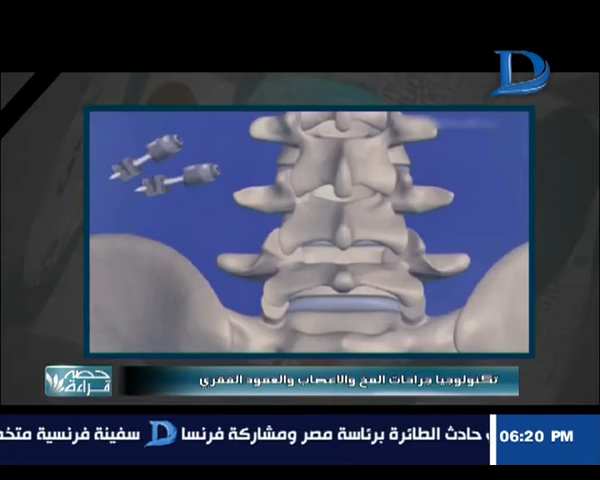 تكنولوجيا جراحات المخ والاعصاب والعمود الفقري
حصة قراءة
حادث الطائرة برئاسة مصر ومشاركة فرنسا
سفينة فرنسية
06:20 PM